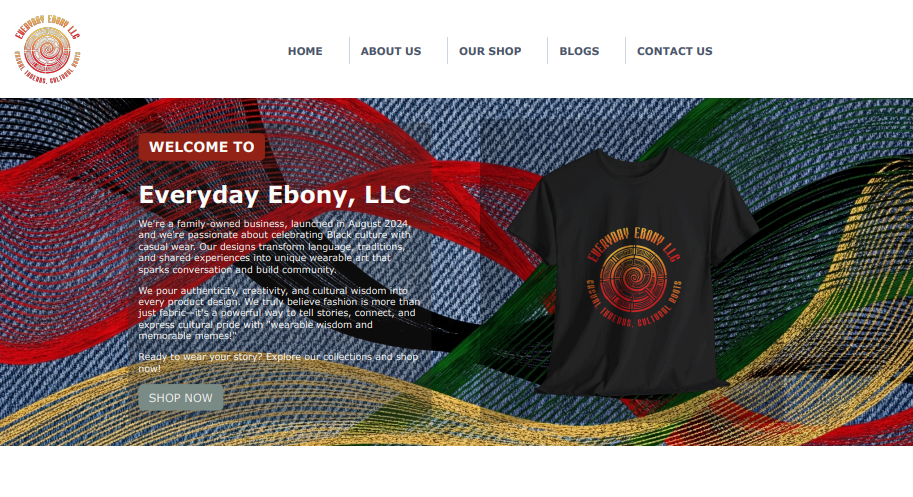 EVERYDAY EBONY LLC
CASUAL THREADS, CULTURAL ROOTS
HOME
ABOUT US
OUR SHOP
BLOGS
CONTACT US
WELCOME TO
Everyday Ebony, LLC
We're a family-owned business, launched in August 2024,
and we're passionate about celebrating Black culture with
casual wear. Our designs transform language, traditions,
and shared experiences into unique wearable art that
sparks conversation and build community.
We pour authenticity, creativity, and cultural wisdom into
every product design. We truly believe fashion is more than
just fabric—it's a powerful way to tell stories, connect, and
express cultural pride with "wearable wisdom and
memorable memes!"
Ready to wear your story? Explore our collections and shop
now!
SHOP NOW
EVERYDAY EBONY LLC
CASUAL THREADS, CULTURAL ROOTS